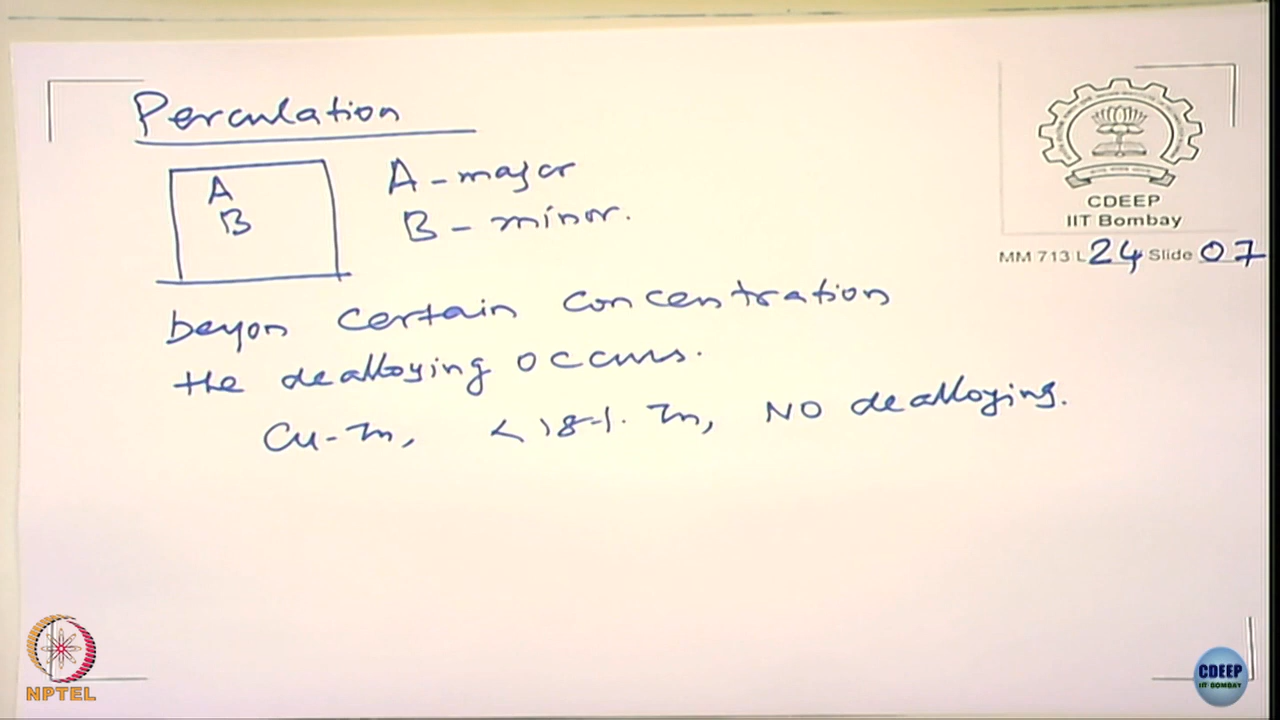 Perculation
A
B
A - major
B - minor.
beyon certain concentration
the dealloying occurs.
Cu-Zn, < 18%. Zn, NO dealloying.
CDEEP
IIT Bombay
MM 713 L 24 Slide 07
NPTEL
CDEEP
IIT BOMBAY